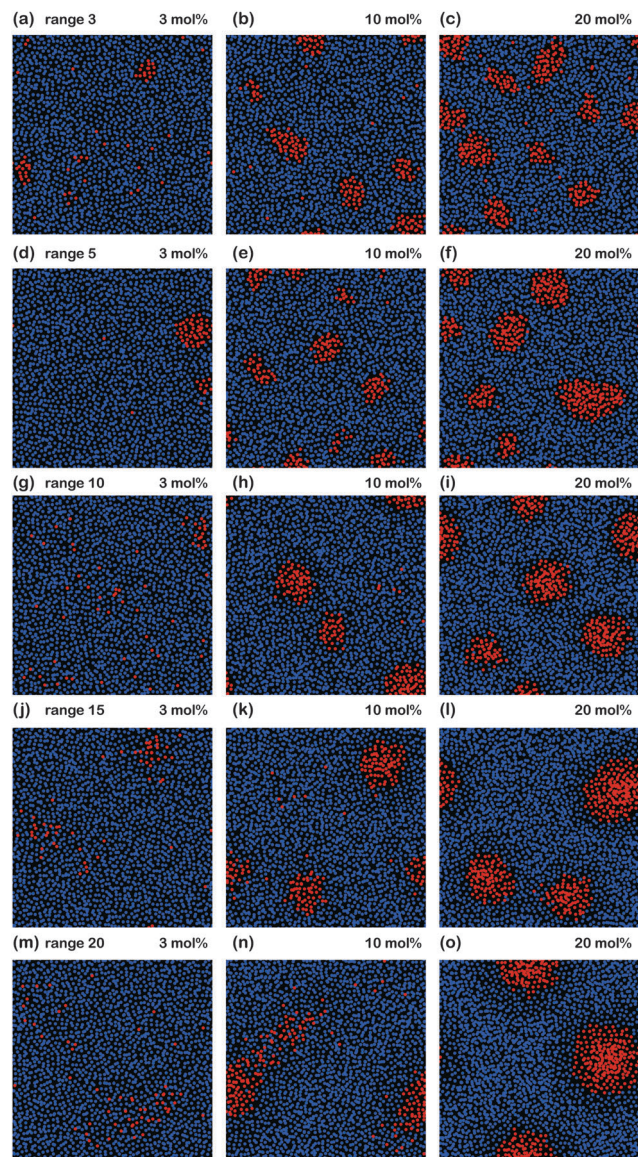 (a) range 3 3 mol% (b) 10 mol% (c) 20 mol%
(d) range 5 3 mol% (e) 10 mol% (f) 20 mol%
(g) range 10 3 mol% (h) 10 mol% (i) 20 mol%
(j) range 15 3 mol% (k) 10 mol% (l) 20 mol%
(m) range 20 3 mol% (n) 10 mol% (o) 20 mol%